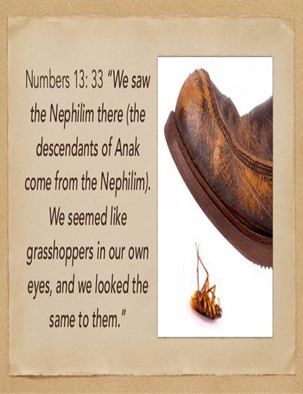 Numbers 13: 33 “We saw
the Nephilim there (the
descendants of Anak
come from the Nephilim).
We seemed like
grasshoppers in our own
eyes, and we looked the
same to them.”